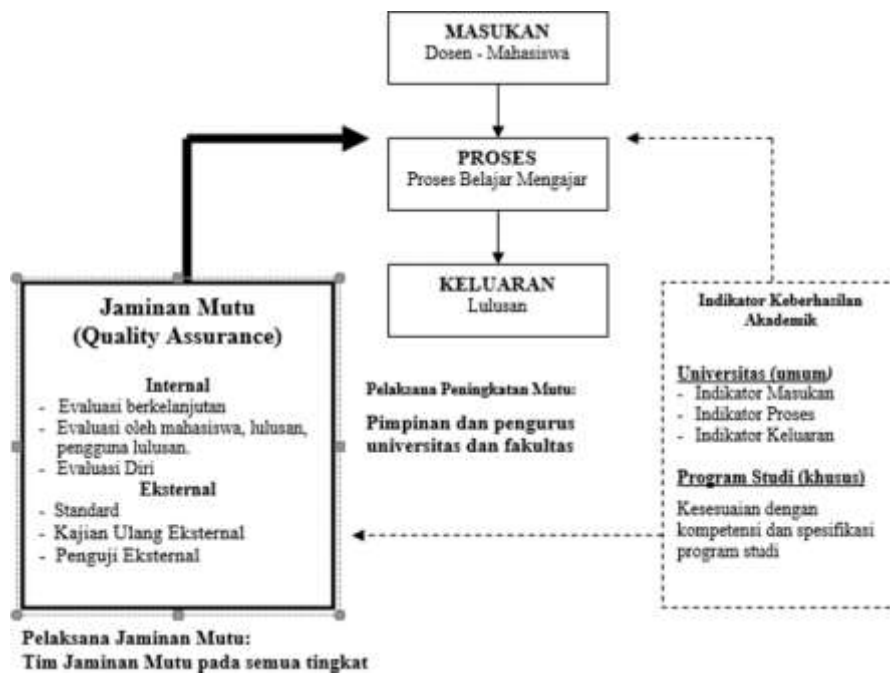 MASUKAN
Dosen - Mahasiswa
PROSES
Proses Belajar Mengajar
KELUARAN
Lulusan
Jaminan Mutu
(Quality Assurance)
Internal
- Evaluasi berkelanjutan
- Evaluasi oleh mahasiswa, lulusan,
pengguna lulusan.
- Evaluasi Diri
Eksternal
- Standard
- Kajian Ulang Eksternal
- Penguji Eksternal
Pelaksana Jaminan Mutu:
Tim Jaminan Mutu pada semua tingkat
Pelaksana Peningkatan Mutu:
Pimpinan dan pengurus
universitas dan fakultas
Indikator Keberhasilan
Akademik
Universitas (umum)
- Indikator Masukan
- Indikator Proses
- Indikator Keluaran
Program Studi (khusus)
Kesesuaian dengan
kompetensi dan spesifikasi
program studi